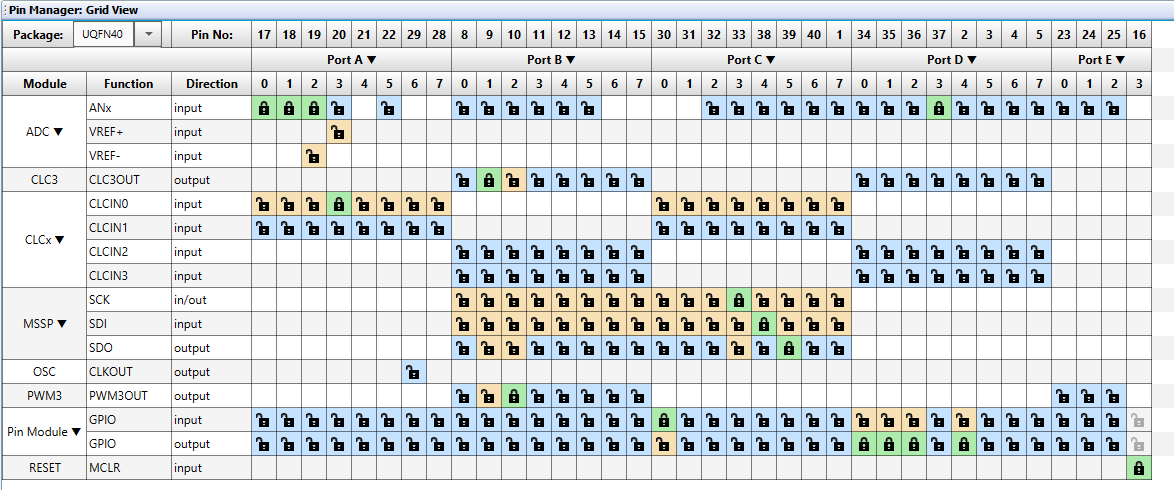 Pin Manager: Grid View
Package: UQFN40 Pin No: 17 18 19 20 21 22 29 28 8 9 10 11 12 13 14 15 30 31 32 33 38 39 40 1 34 35 36 37 2 3 4 5 23 24 25 16
Port A ▼ Port B ▼ Port C ▼ Port D ▼ Port E ▼
Module Function Direction 0 1 2 3 4 5 6 7 0 1 2 3 4 5 6 7 0 1 2 3 4 5 6 7 0 1 2 3 4 5 6 7 0 1 2 3
ADC ▼ ANx input
VREF+ input
VREF- input
CLC3 CLC3OUT output
CLCx ▼ CLCIN0 input
CLCIN1 input
CLCIN2 input
CLCIN3 input
MSSP ▼ SCK in/out
SDI input
SDO output
OSC CLKOUT output
PWM3 PWM3OUT output
Pin Module ▼ GPIO input
GPIO output
RESET MCLR input